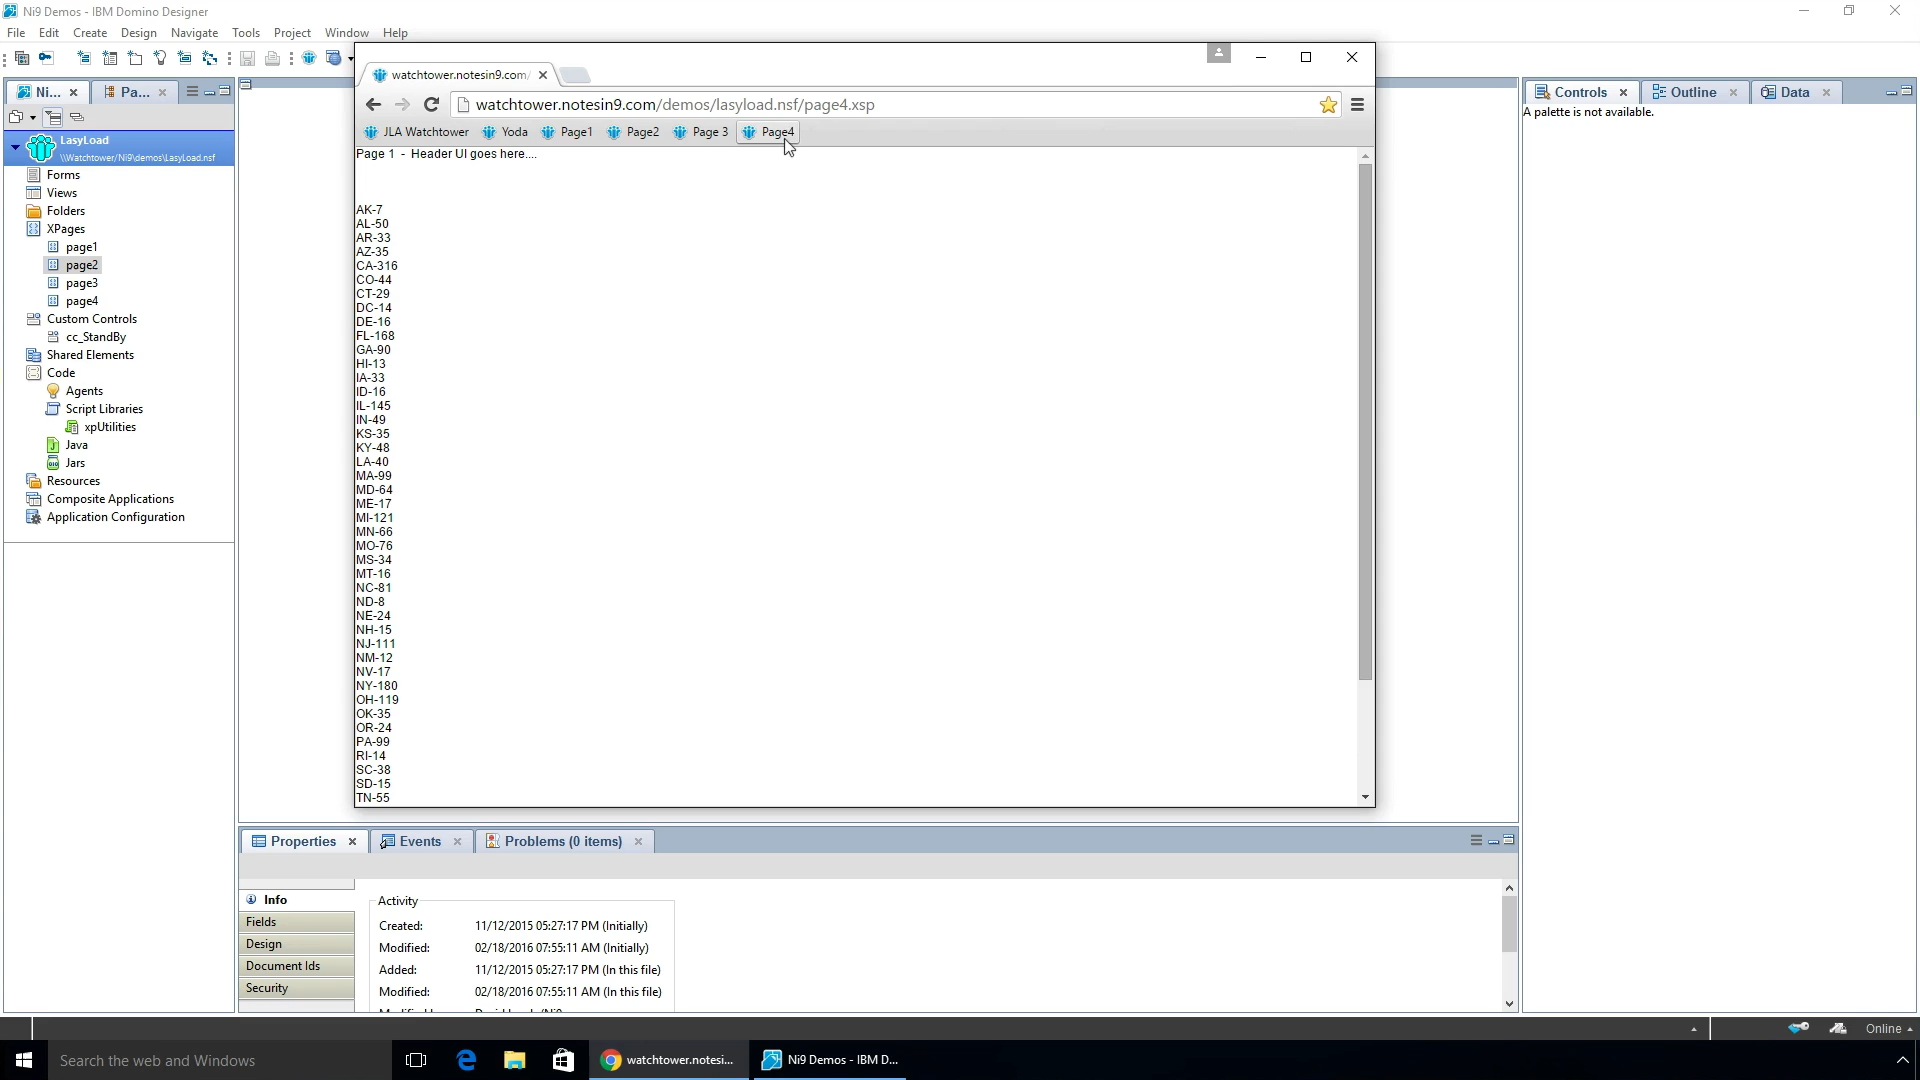 Ni9 Demos - IBM Domino Designer
File Edit Create Design Navigate Tools Project Window Help
Ni...
Pa...
LasyLoad
\\Watchtower/Ni9\demos\LasyLoad.nsf
Forms
Views
Folders
XPages
page1
page2
page3
page4
Custom Controls
cc_StandBy
Shared Elements
Code
Agents
Script Libraries
xpUtilities
Java
Jars
Resources
Composite Applications
Application Configuration
watchtower.notesin9.com/
watchtower.notesin9.com/demos/lasyload.nsf/page4.xsp
JLA Watchtower Yoda Page1 Page2 Page 3 Page4
Page 1 - Header UI goes here....
AK-7
AL-50
AR-33
AZ-35
CA-316
CO-44
CT-29
DC-14
DE-16
FL-168
GA-90
HI-13
IA-33
ID-16
IL-145
IN-49
KS-35
KY-48
LA-40
MA-99
MD-64
ME-17
MI-121
MN-66
MO-76
MS-34
MT-16
NC-81
ND-8
NE-24
NH-15
NJ-111
NM-12
NV-17
NY-180
OH-119
OK-35
OR-24
PA-99
RI-14
SC-38
SD-15
TN-55
Controls Outline Data
A palette is not available.
Properties Events Problems (0 items)
Info
Fields
Design
Document Ids
Security
Activity
Created: 11/12/2015 05:27:17 PM (Initially)
Modified: 02/18/2016 07:55:11 AM (Initially)
Added: 11/12/2015 05:27:17 PM (In this file)
Modified: 02/18/2016 07:55:11 AM (In this file)
Online
Search the web and Windows
watchtower.notesi...
Ni9 Demos - IBM D...